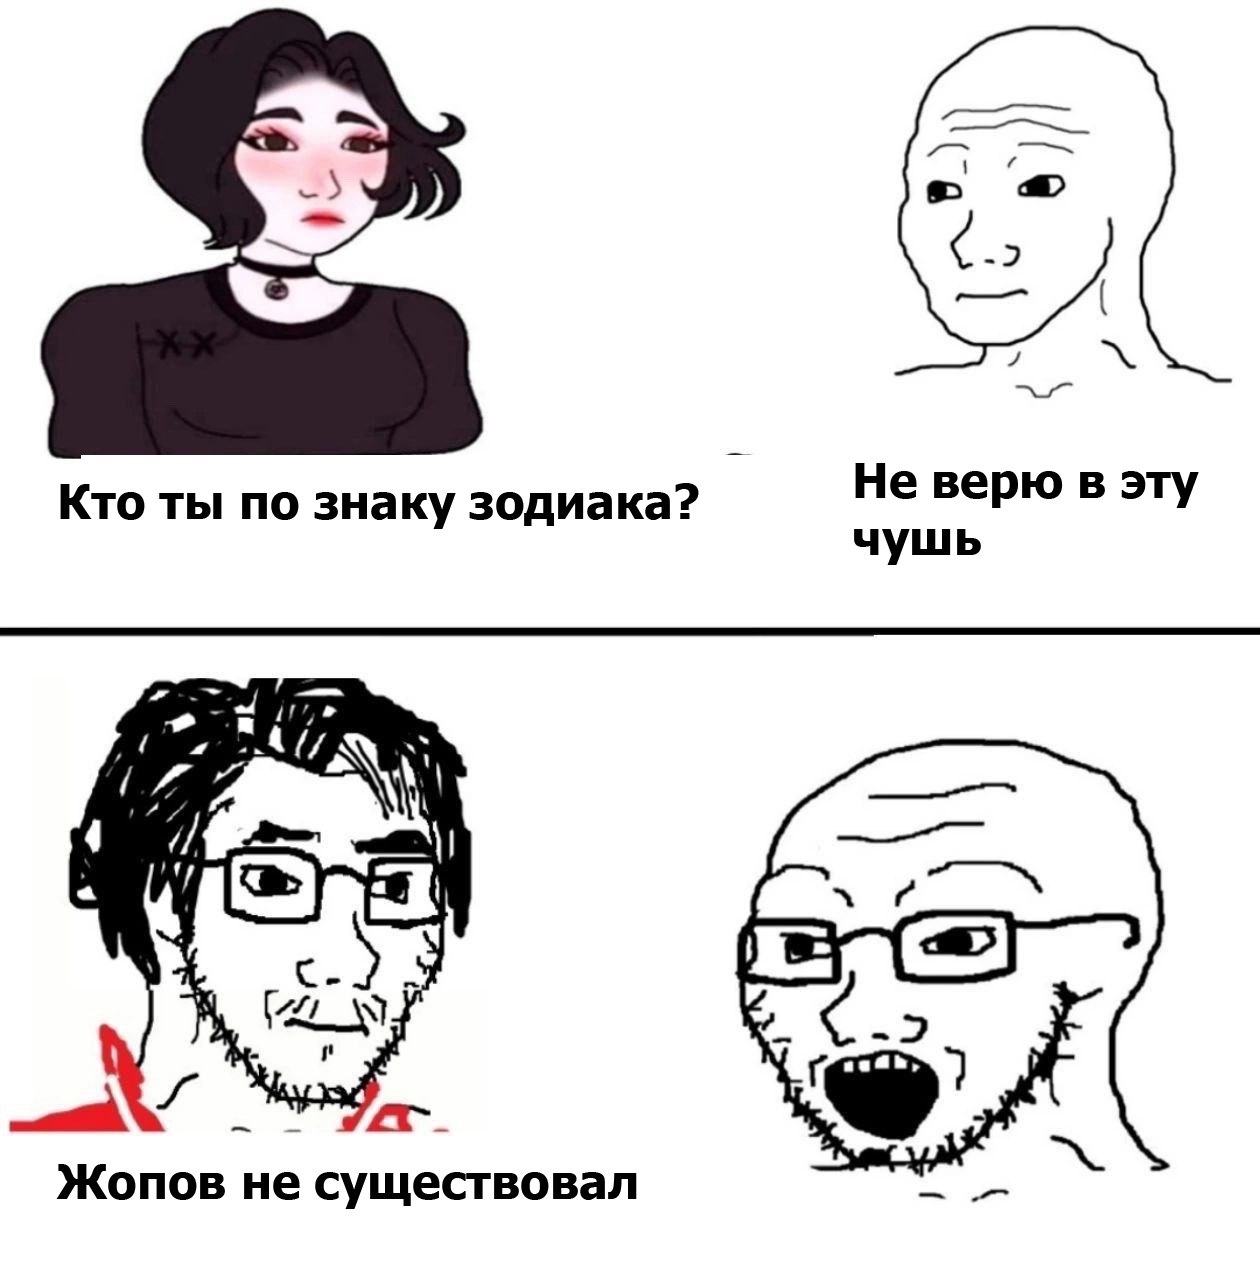 Кто ты по знаку зодиака?
Не верю в эту
чушь
Жопов не существовал